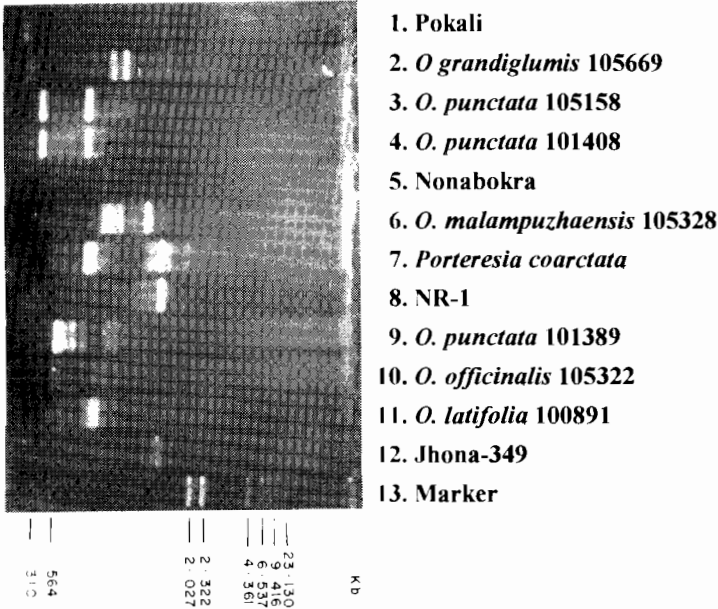 1. Pokali
2. O grandiglumis 105669
3. O. punctata 105158
4. O. punctata 101408
5. Nonabokra
6. O. malampuzhaensis 105328
7. Porteresia coarctata
8. NR-1
9. O. punctata 101389
10. O. officinalis 105322
11. O. latifolia 100891
12. Jhona-349
13. Marker
Kb
23·130
9·416
6·537
4·361
2·322
2·027
564
310